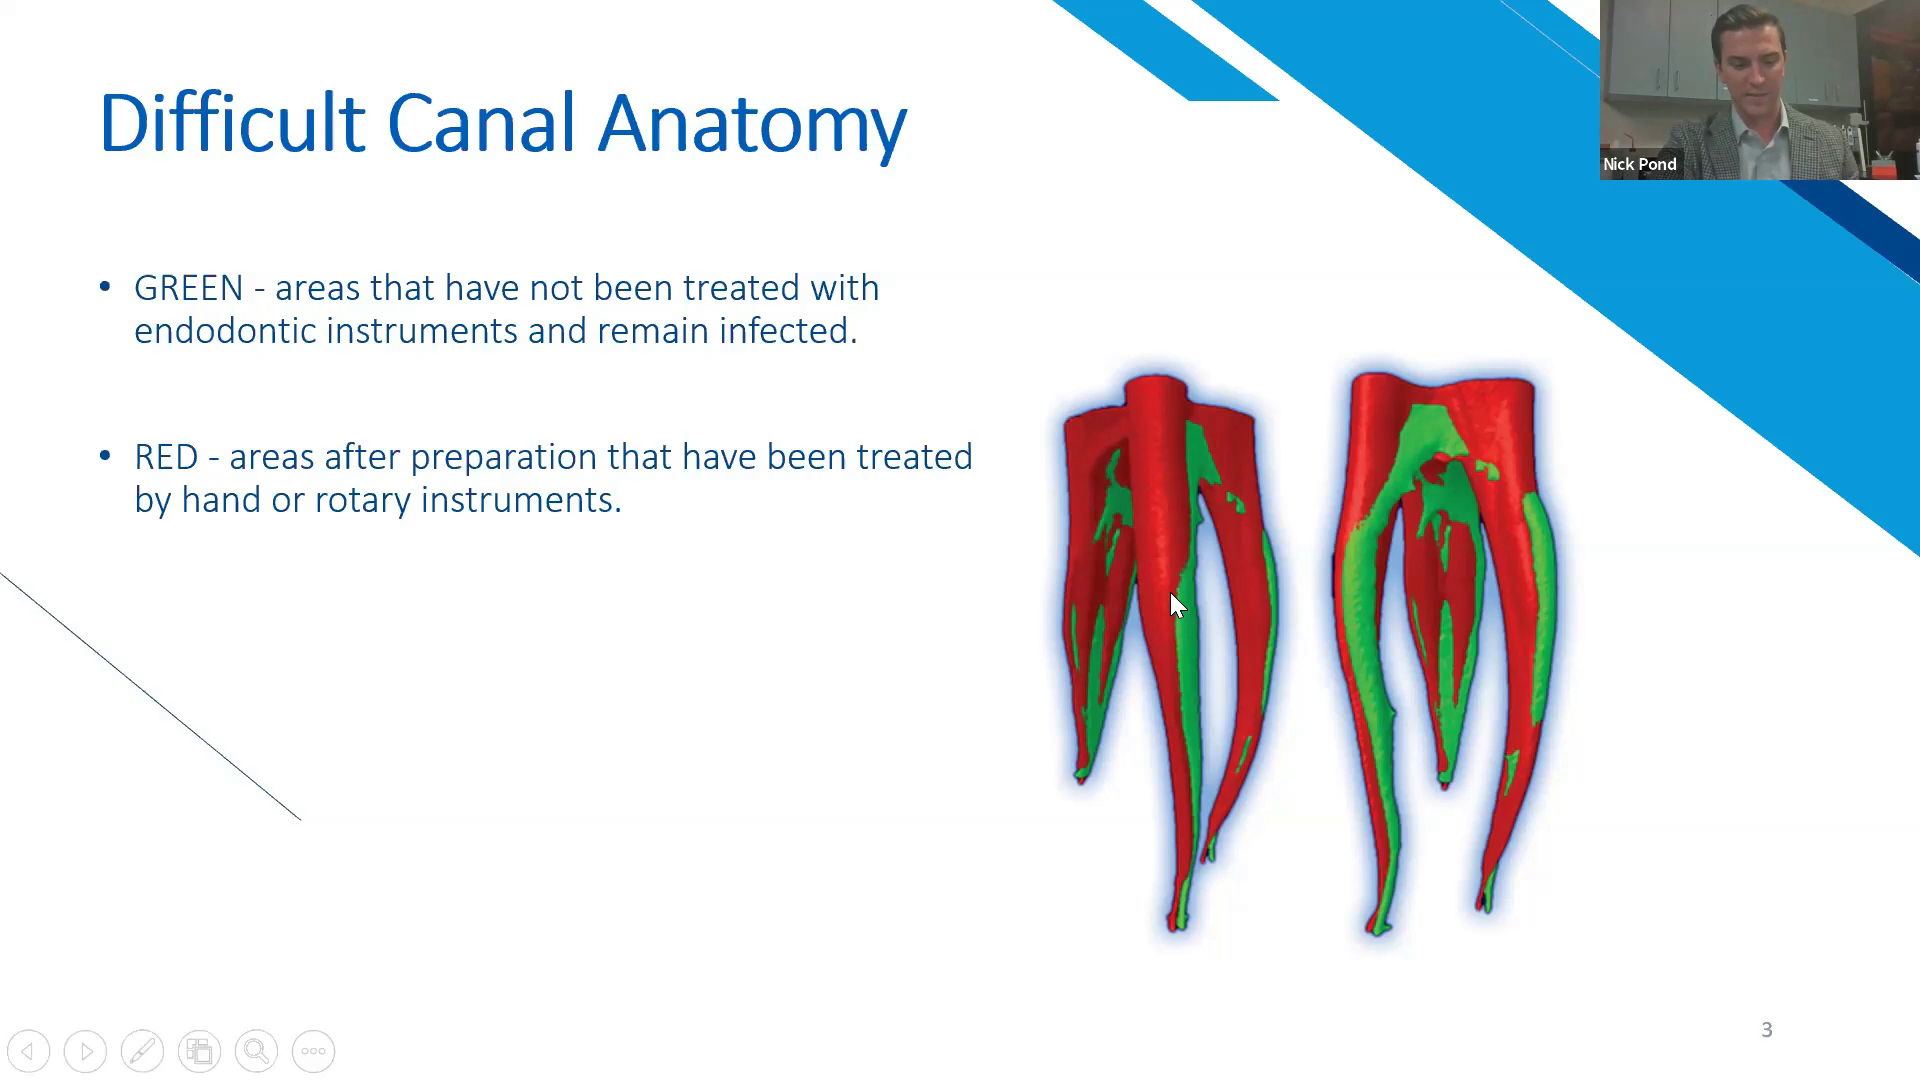 Difficult Canal Anatomy
Nick Pond
• GREEN - areas that have not been treated with
endodontic instruments and remain infected.
• RED - areas after preparation that have been treated
by hand or rotary instruments.
3